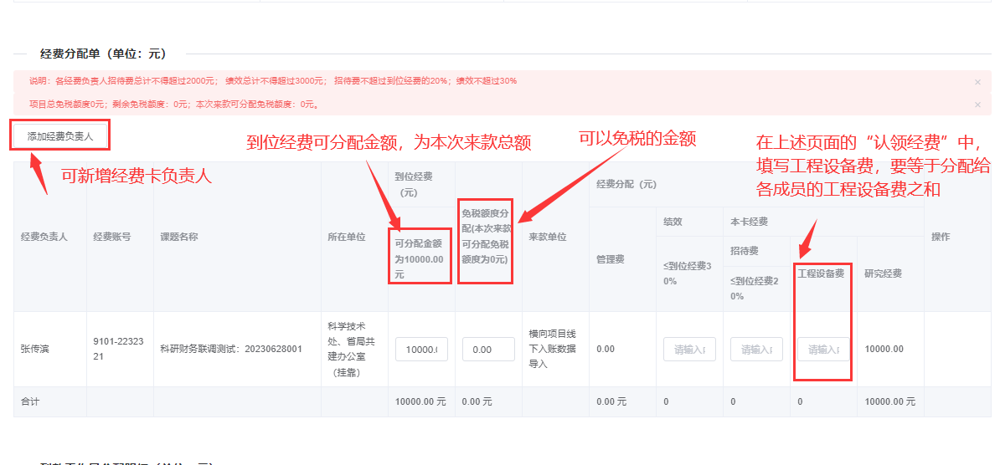 经费分配单（单位：元）
说明：各经费负责人招待费总计不得超过2000元； 绩效总计不得超过3000元； 招待费不超过到位经费的20%；绩效不超过30%
项目总免税额度0元；剩余免税额度：0元；本次来款可分配免税额度：0元。
添加经费负责人
可新增经费卡负责人
到位经费可分配金额，为本次来款总额
可以免税的金额
在上述页面的“认领经费”中，
填写工程设备费，要等于分配给
各成员的工程设备费之和
经费负责人
经费账号
课题名称
所在单位
到位经费
（元）
可分配金额
为10000.00
元
免税额度分
配(本次来款
可分配免税
额度为0元)
来款单位
经费分配（元）
管理费
绩效
≤到位经费3
0%
本卡经费
招待费
≤到位经费2
0%
工程设备费
研究经费
操作
张传滨
9101-22323
21
科研财务联调测试：20230628001
科学技术
处、首局共
建办公室
（挂靠）
10000.(
0.00
横向项目线
下入账数据
导入
0.00
请输入
请输入
请输入
10000.00
合计
10000.00 元
0.00 元
0.00 元
0
0
0
10000.00 元